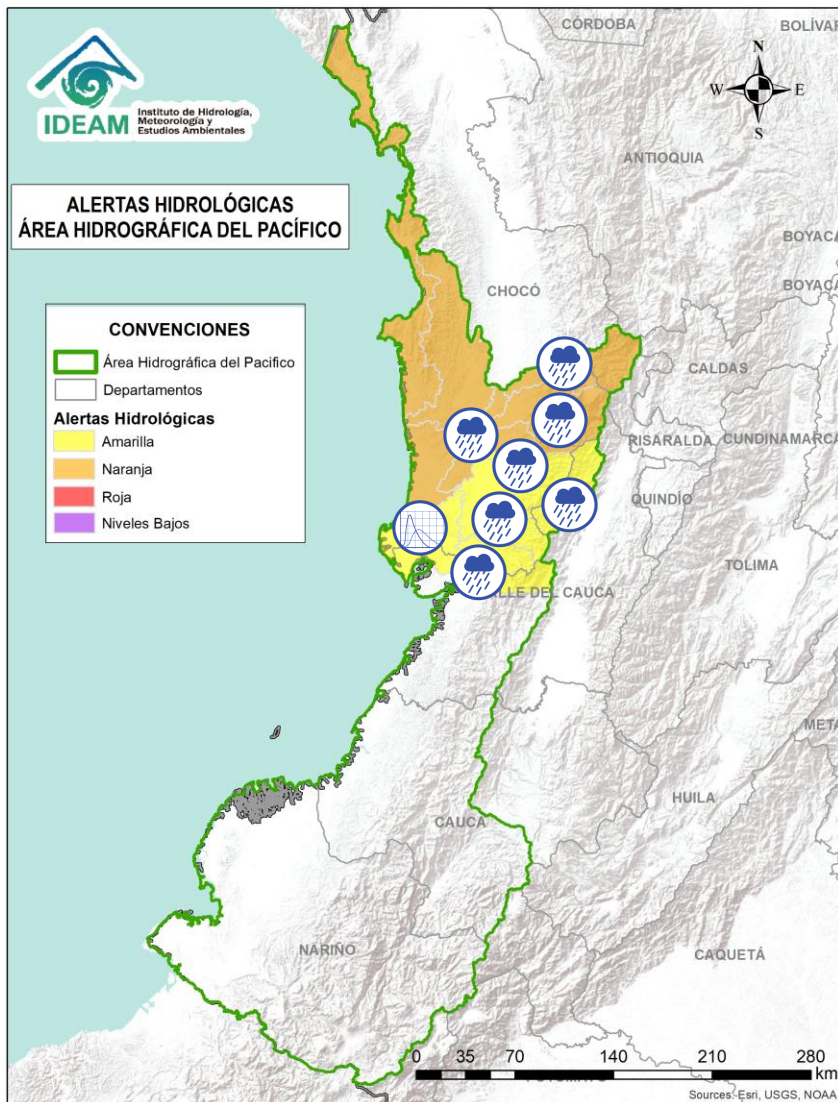 CÓRDOBA
BOLÍVAR
IDEAM
Instituto de Hidrología,
Meteorología y
Estudios Ambientales
N
W E
S
ANTIOQUIA
ALERTAS HIDROLÓGICAS
ÁREA HIDROGRÁFICA DEL PACÍFICO
BOYACÁ
BOYACÁ
CHOCÓ
CONVENCIONES
Área Hidrográfica del Pacifico
Departamentos
Alertas Hidrológicas
Amarilla
Naranja
Roja
Niveles Bajos
CALDAS
RISARALDA
CUNDINAMARCA
QUINDÍO
TOLIMA
ALLE DEL CAUCA
META
HUILA
CAUCA
NARIÑO
CAQUETÁ
0 35 70 140 210 280
km
Sources: Esri, USGS, NOAA